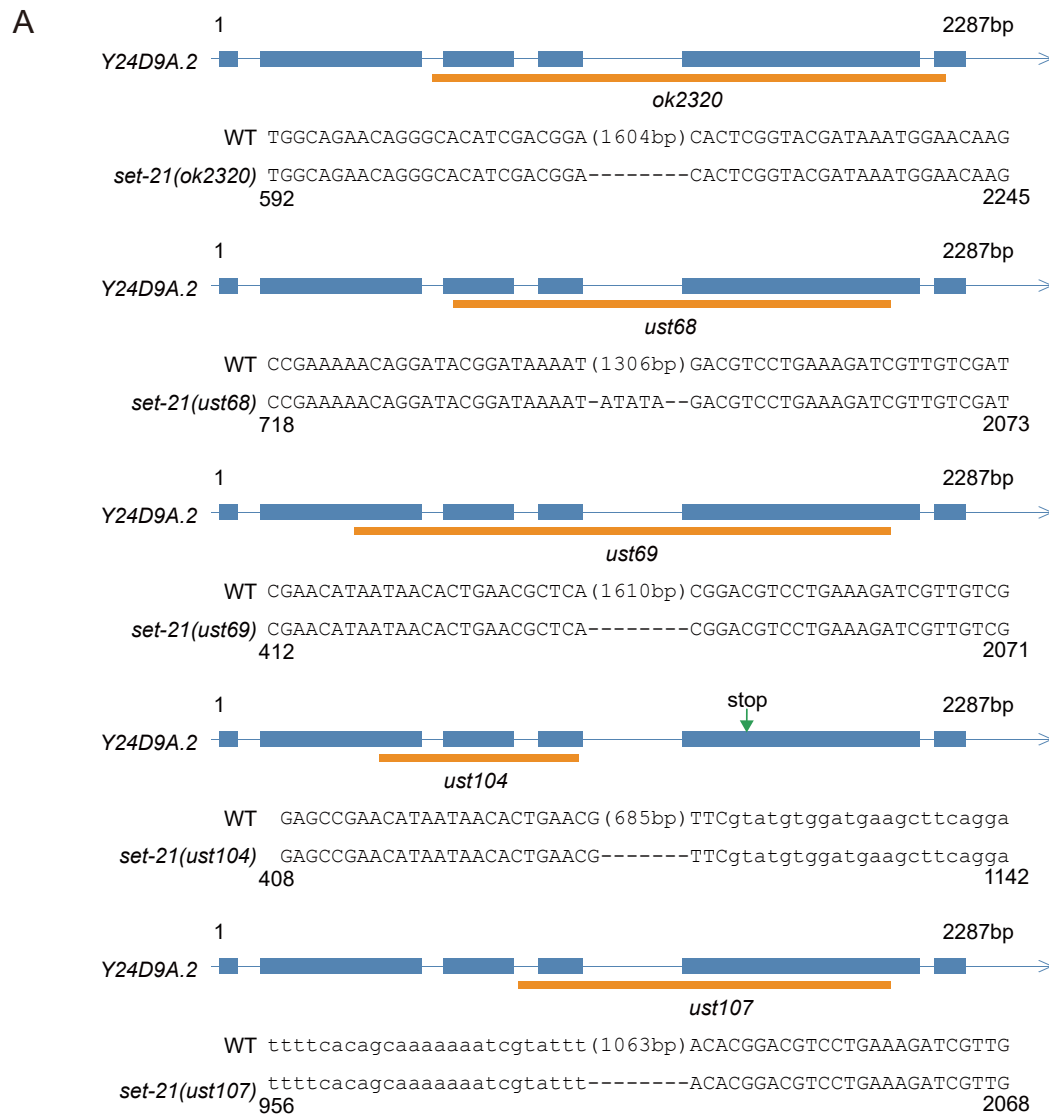 A
1 2287bp
Y24D9A.2
ok2320
WT TGGCAGAACAGGGCACATCGACGGA(1604bp)CACTCGGTACGATAAATGGAACAAG
set-21(ok2320) TGGCAGAACAGGGCACATCGACGGA--------CACTCGGTACGATAAATGGAACAAG
592 2245
1 2287bp
Y24D9A.2
ust68
WT CCGAAAAACAGGATACGGATAAAAT(1306bp)GACGTCCTGAAAGATCGTTGTCGAT
set-21(ust68) CCGAAAAACAGGATACGGATAAAAT-ATATA--GACGTCCTGAAAGATCGTTGTCGAT
718 2073
1 2287bp
Y24D9A.2
ust69
WT CGAACATAATAACACTGAACGCTCA(1610bp)CGGACGTCCTGAAAGATCGTTGTCG
set-21(ust69) CGAACATAATAACACTGAACGCTCA--------CGGACGTCCTGAAAGATCGTTGTCG
412 2071
1 stop 2287bp
Y24D9A.2
ust104
WT GAGCCGAACATAATAACACTGAACG(685bp)TTCgtatgtggatgaagcttcagga
set-21(ust104) GAGCCGAACATAATAACACTGAACG-------TTCgtatgtggatgaagcttcagga
408 1142
1 2287bp
Y24D9A.2
ust107
WT ttttcacagcaaaaaaatcgtattt(1063bp)ACACGGACGTCCTGAAAGATCGTTG
set-21(ust107) ttttcacagcaaaaaaatcgtattt--------ACACGGACGTCCTGAAAGATCGTTG
956 2068